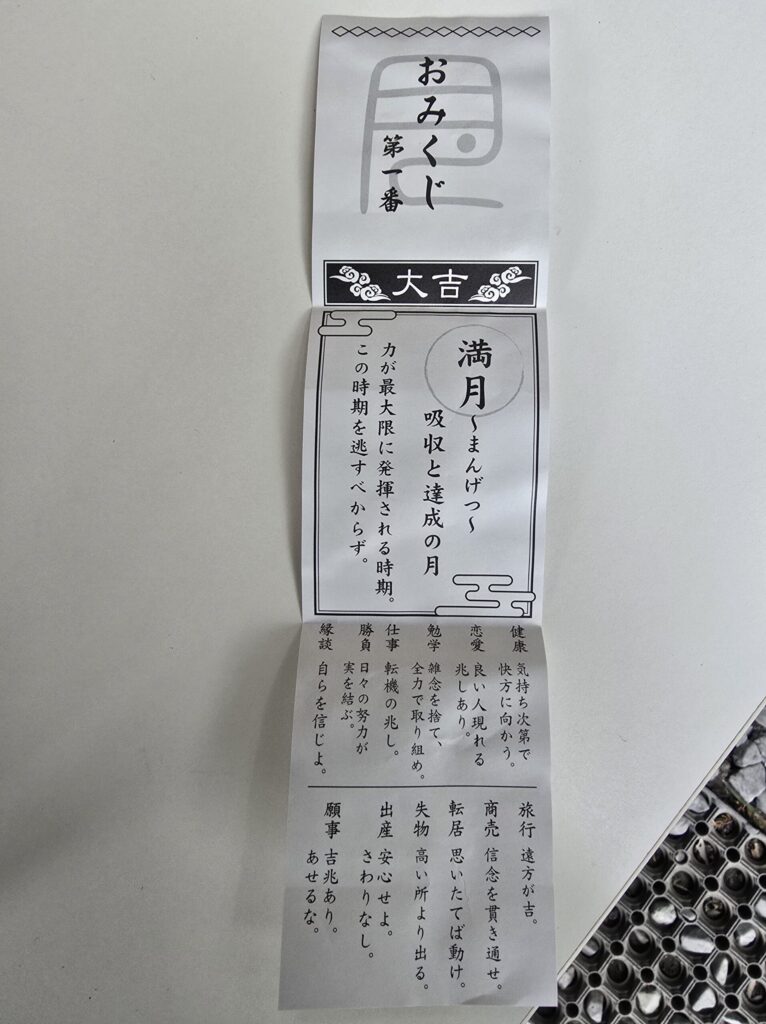 おみくじ
第一番
大吉
満月～まんげつ～
吸収と達成の月
力が最大限に発揮される時期。
この時期を逃すべからず。
健康
気持ち次第で
快方に向かう。
恋愛
良い人現れる
兆しあり。
勉学
雑念を捨て、
全力で取り組め。
仕事
転機の兆し。
勝負
日々の努力が
実を結ぶ。
縁談
自らを信じよ。
旅行
遠方が吉。
商売
信念を貫き通せ。
転居
思いたてば動け。
失物
高い所より出る。
出産
安心せよ。
さわりなし。
願事
吉兆あり。
あせるな。